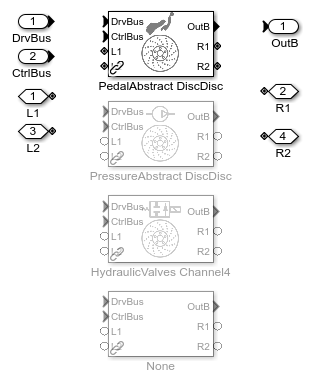 1
DrvBus
2
CtrlBus
1
L1
3
L2
DrvBus
CtrlBus
L1
L2
OutB
R1
R2
PedalAbstract DiscDisc
DrvBus
CtrlBus
L1
OutB
R1
R2
PressureAbstract DiscDisc
DrvBus
CtrlBus
L1
OutB
R1
R2
HydraulicValves Channel4
DrvBus
CtrlBus
L1
OutB
R1
R2
None
1
OutB
2
R1
4
R2